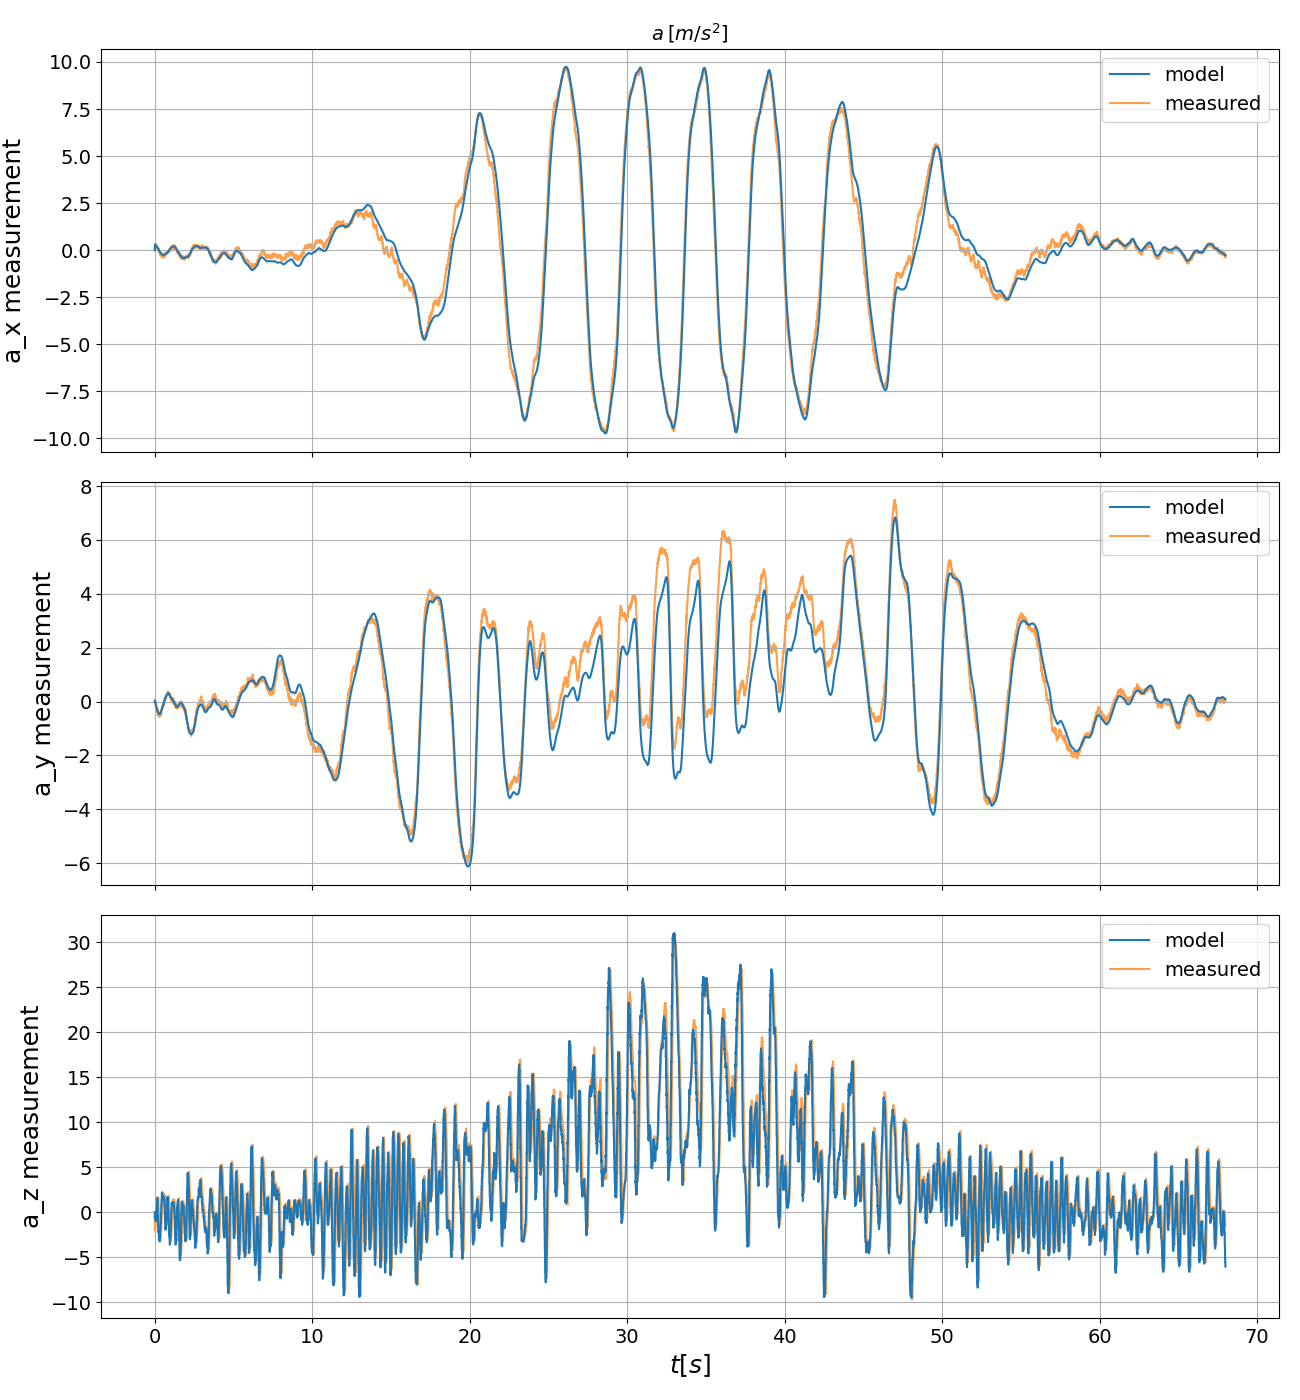 a [m/s²]
10.0
7.5
5.0
2.5
0.0
−2.5
−5.0
−7.5
−10.0
a_x measurement
model
measured
8
6
4
2
0
−2
−4
−6
a_y measurement
model
measured
30
25
20
15
10
5
0
−5
−10
a_z measurement
model
measured
0 10 20 30 40 50 60 70
t[s]